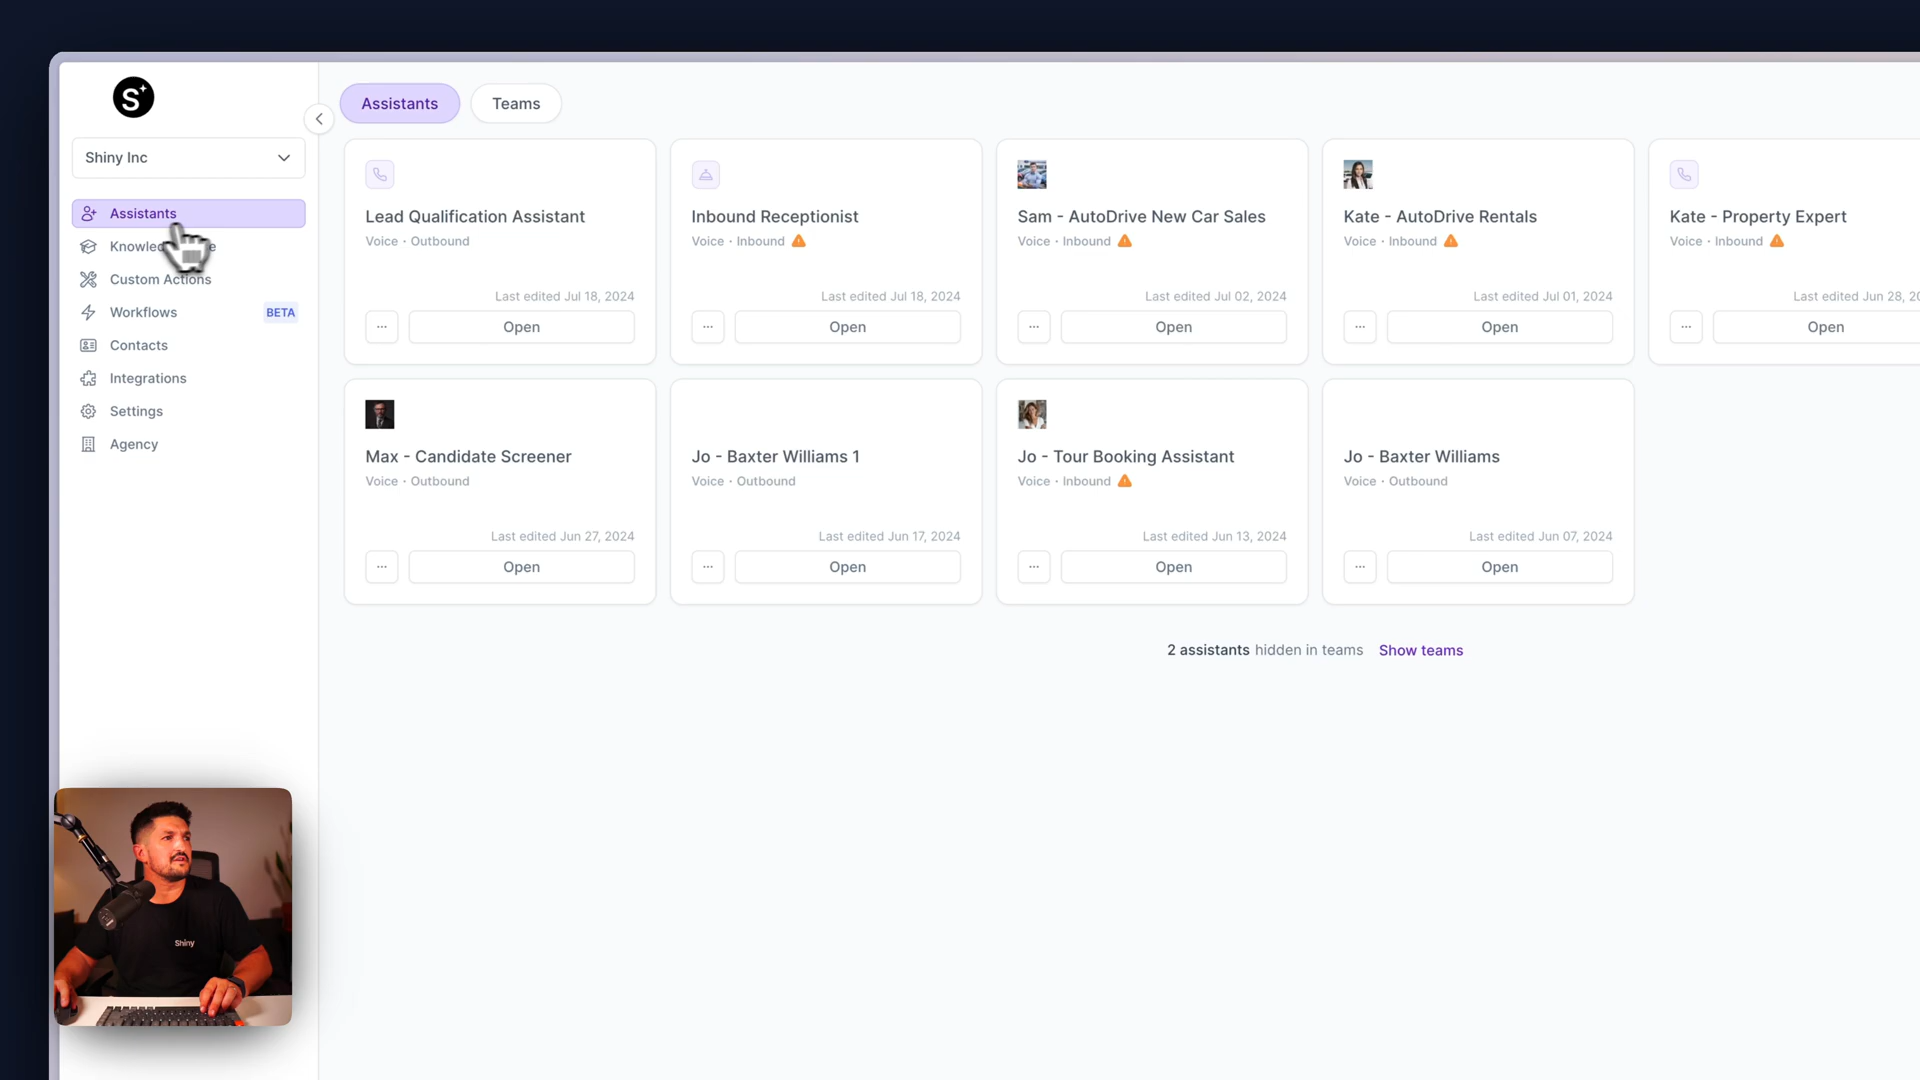 S
Shiny Inc
Assistants
Custom Actions
Workflows
BETA
Contacts
Integrations
Settings
Agency
Assistants
Teams
Lead Qualification Assistant
Voice · Outbound
Last edited Jul 18, 2024
...
Open
Inbound Receptionist
Voice · Inbound
Last edited Jul 18, 2024
...
Open
Sam - AutoDrive New Car Sales
Voice · Inbound
Last edited Jul 02, 2024
...
Open
Kate - AutoDrive Rentals
Voice · Inbound
Last edited Jul 01, 2024
...
Open
Kate - Property Expert
Voice · Inbound
Last edited Jun 28,
...
Open
Max - Candidate Screener
Voice · Outbound
Last edited Jun 27, 2024
...
Open
Jo - Baxter Williams 1
Voice · Outbound
Last edited Jun 17, 2024
...
Open
Jo - Tour Booking Assistant
Voice · Inbound
Last edited Jun 13, 2024
...
Open
Jo - Baxter Williams
Voice · Outbound
Last edited Jun 07, 2024
...
Open
2 assistants hidden in teams Show teams
Shiny